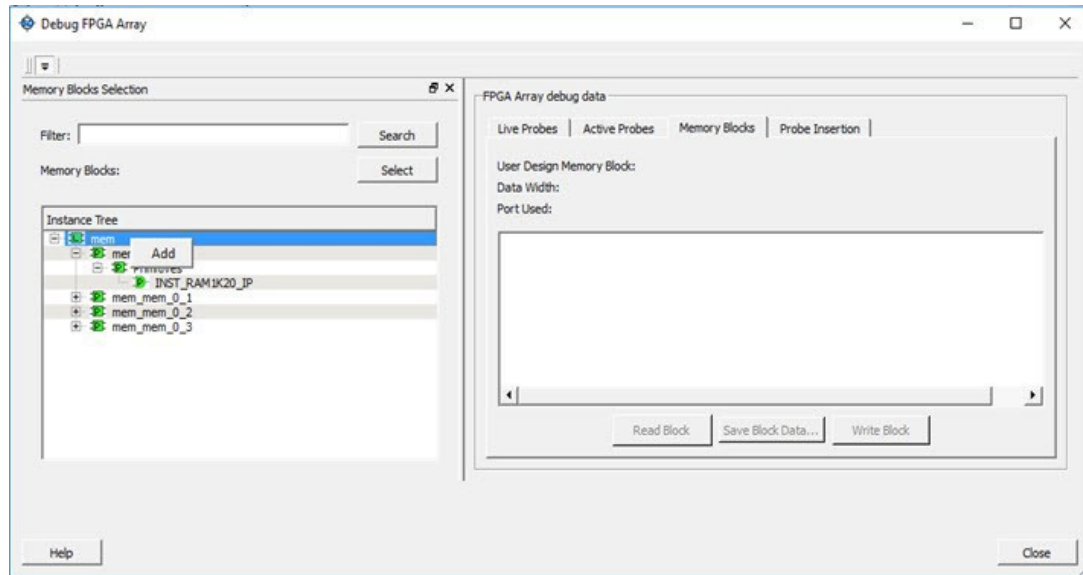 Debug FPGA Array
Memory Blocks Selection
Filter:
Search
Memory Blocks:
Select
Instance Tree
mem
Add
Primitives
INST_RAM1K20_IP
mem_mem_0_1
mem_mem_0_2
mem_mem_0_3
FPGA Array debug data
Live Probes Active Probes Memory Blocks Probe Insertion
User Design Memory Block:
Data Width:
Port Used:
Read Block Save Block Data... Write Block
Help
Close